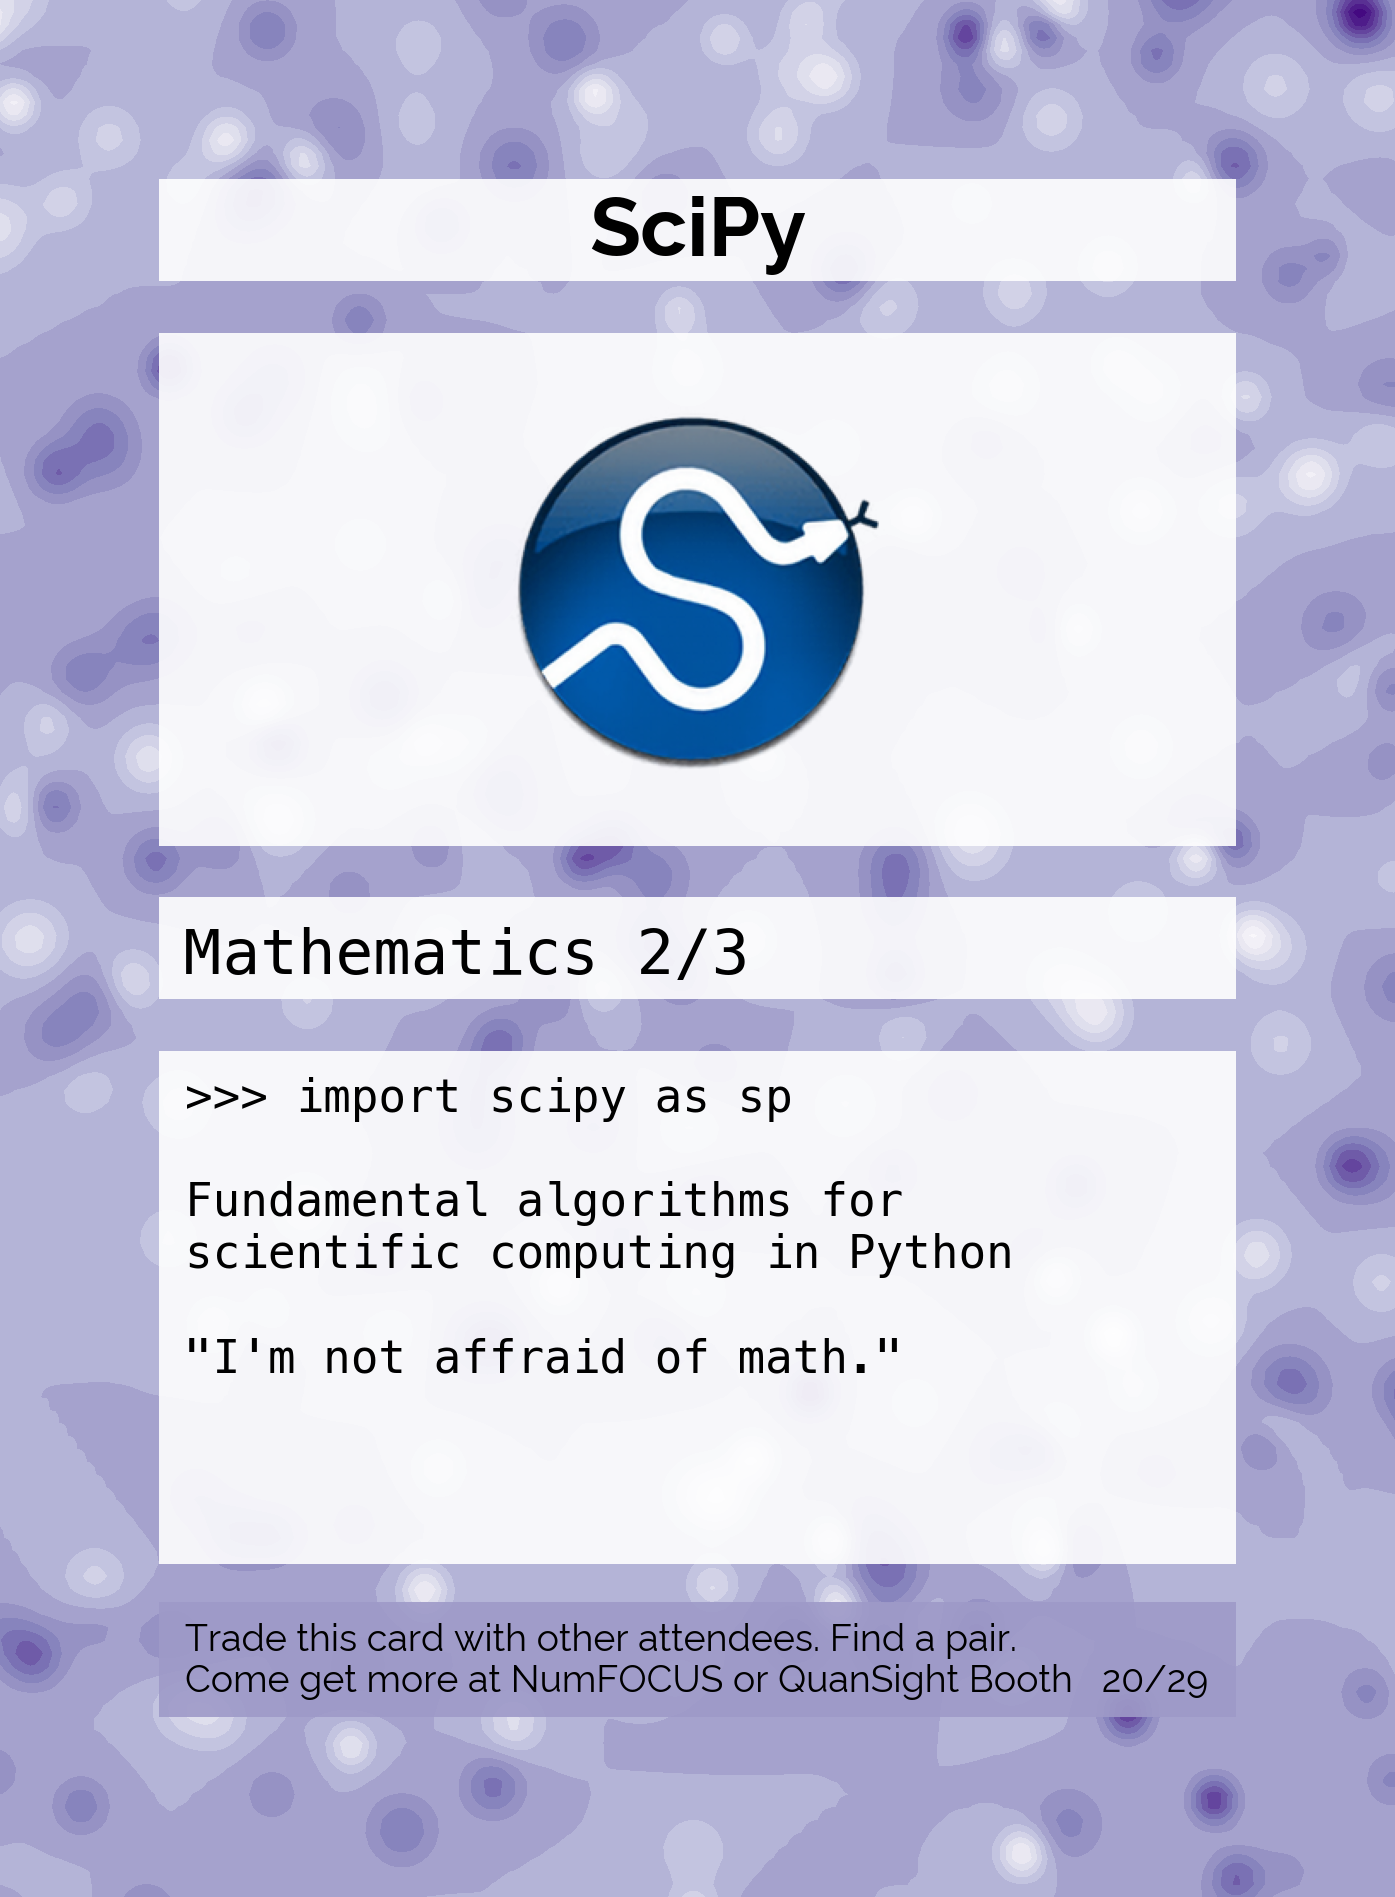 SciPy
Mathematics 2/3
>>> import scipy as sp
Fundamental algorithms for
scientific computing in Python
"I'm not affraid of math."
Trade this card with other attendees. Find a pair.
Come get more at NumFOCUS or QuanSight Booth 20/29